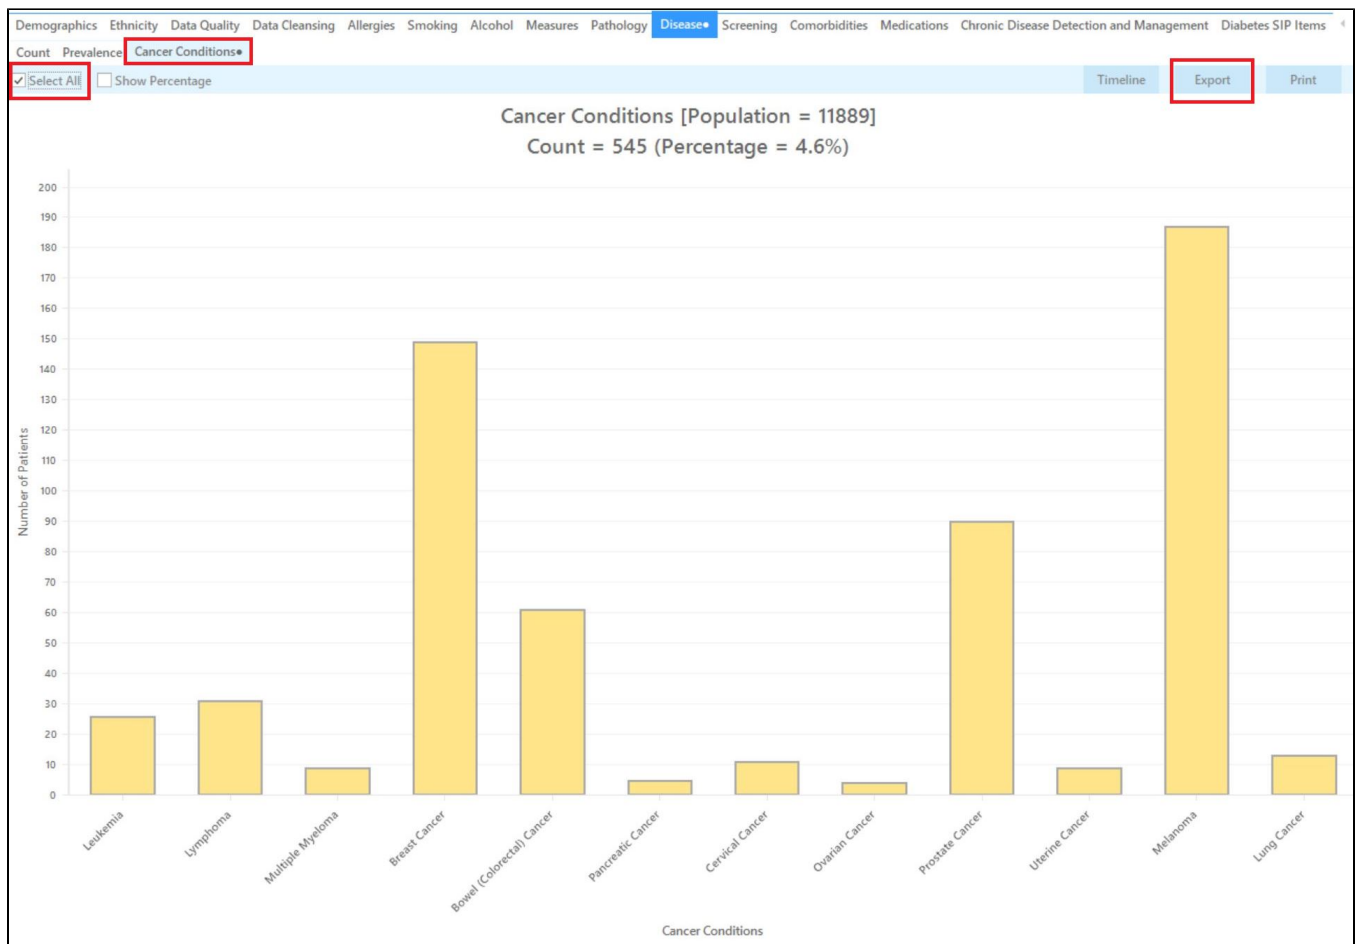 Demographics Ethnicity Data Quality Data Cleansing Allergies Smoking Alcohol Measures Pathology Disease• Screening Comorbidities Medications Chronic Disease Detection and Management Diabetes SIP Items
Count Prevalence Cancer Conditions•
Select All Show Percentage Timeline Export Print
Cancer Conditions [Population = 11889]
Count = 545 (Percentage = 4.6%)
200
190
180
170
160
150
140
130
120
110
100
90
80
70
60
50
40
30
20
10
0
Number of Patients
Leukemia
Lymphoma
Multiple Myeloma
Breast Cancer
Bowel (Colorectal) Cancer
Pancreatic Cancer
Cervical Cancer
Ovarian Cancer
Prostate Cancer
Uterine Cancer
Melanoma
Lung Cancer
Cancer Conditions